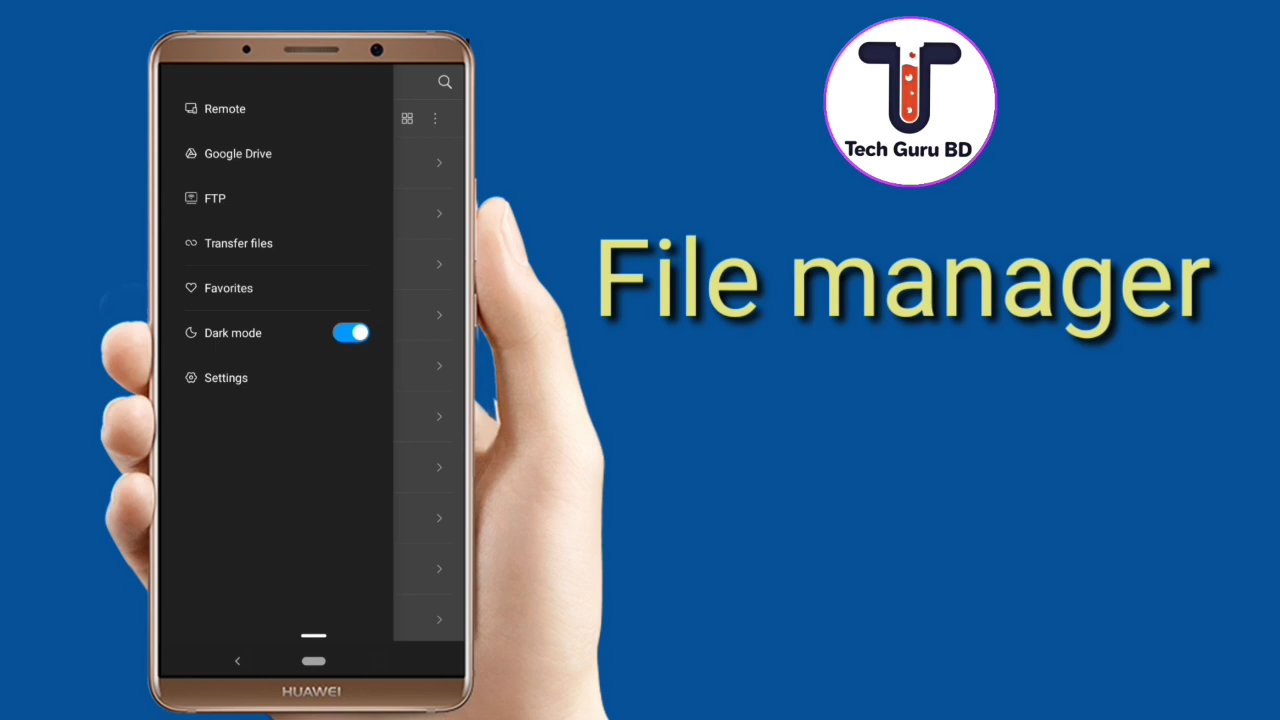 Remote
Google Drive
FTP
Transfer files
Favorites
Dark mode
Settings
HUAWEI
Tech Guru BD
File manager